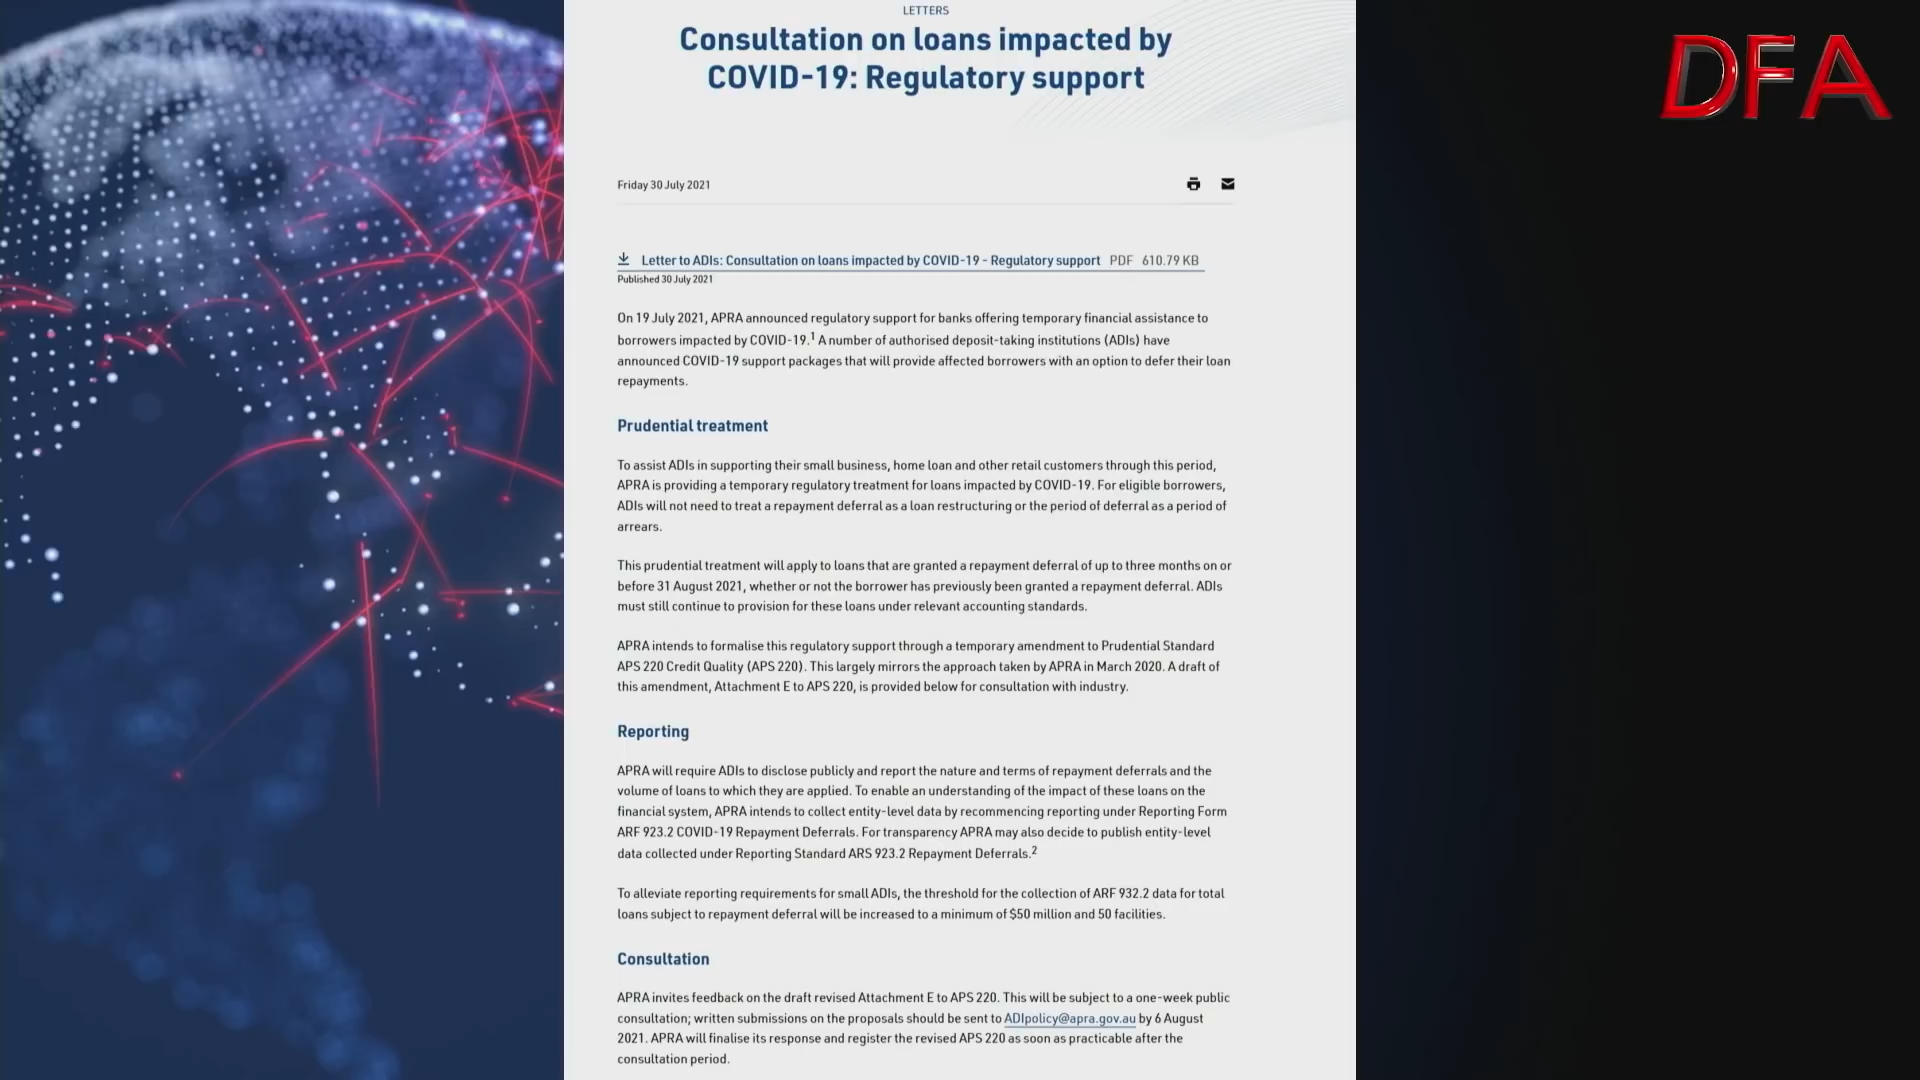 LETTERS
Consultation on loans impacted by
COVID-19: Regulatory support
DFA
Friday 30 July 2021
Letter to ADIs: Consultation on loans impacted by COVID-19 - Regulatory support PDF 610.79 KB
Published 30 July 2021
On 19 July 2021, APRA announced regulatory support for banks offering temporary financial assistance to
borrowers impacted by COVID-19.1 A number of authorised deposit-taking institutions (ADIs) have
announced COVID-19 support packages that will provide affected borrowers with an option to defer their loan
repayments.
Prudential treatment
To assist ADIs in supporting their small business, home loan and other retail customers through this period,
APRA is providing a temporary regulatory treatment for loans impacted by COVID-19. For eligible borrowers,
ADIs will not need to treat a repayment deferral as a loan restructuring or the period of deferral as a period of
arrears.
This prudential treatment will apply to loans that are granted a repayment deferral of up to three months on or
before 31 August 2021, whether or not the borrower has previously been granted a repayment deferral. ADIs
must still continue to provision for these loans under relevant accounting standards.
APRA intends to formalise this regulatory support through a temporary amendment to Prudential Standard
APS 220 Credit Quality (APS 220). This largely mirrors the approach taken by APRA in March 2020. A draft of
this amendment, Attachment E to APS 220, is provided below for consultation with industry.
Reporting
APRA will require ADIs to disclose publicly and report the nature and terms of repayment deferrals and the
volume of loans to which they are applied. To enable an understanding of the impact of these loans on the
financial system, APRA intends to collect entity-level data by recommencing reporting under Reporting Form
ARF 923.2 COVID-19 Repayment Deferrals. For transparency APRA may also decide to publish entity-level
data collected under Reporting Standard ARS 923.2 Repayment Deferrals.2
To alleviate reporting requirements for small ADIs, the threshold for the collection of ARF 932.2 data for total
loans subject to repayment deferral will be increased to a minimum of $50 million and 50 facilities.
Consultation
APRA invites feedback on the draft revised Attachment E to APS 220. This will be subject to a one-week public
consultation; written submissions on the proposals should be sent to ADIpolicy@apra.gov.au by 6 August
2021. APRA will finalise its response and register the revised APS 220 as soon as practicable after the
consultation period.